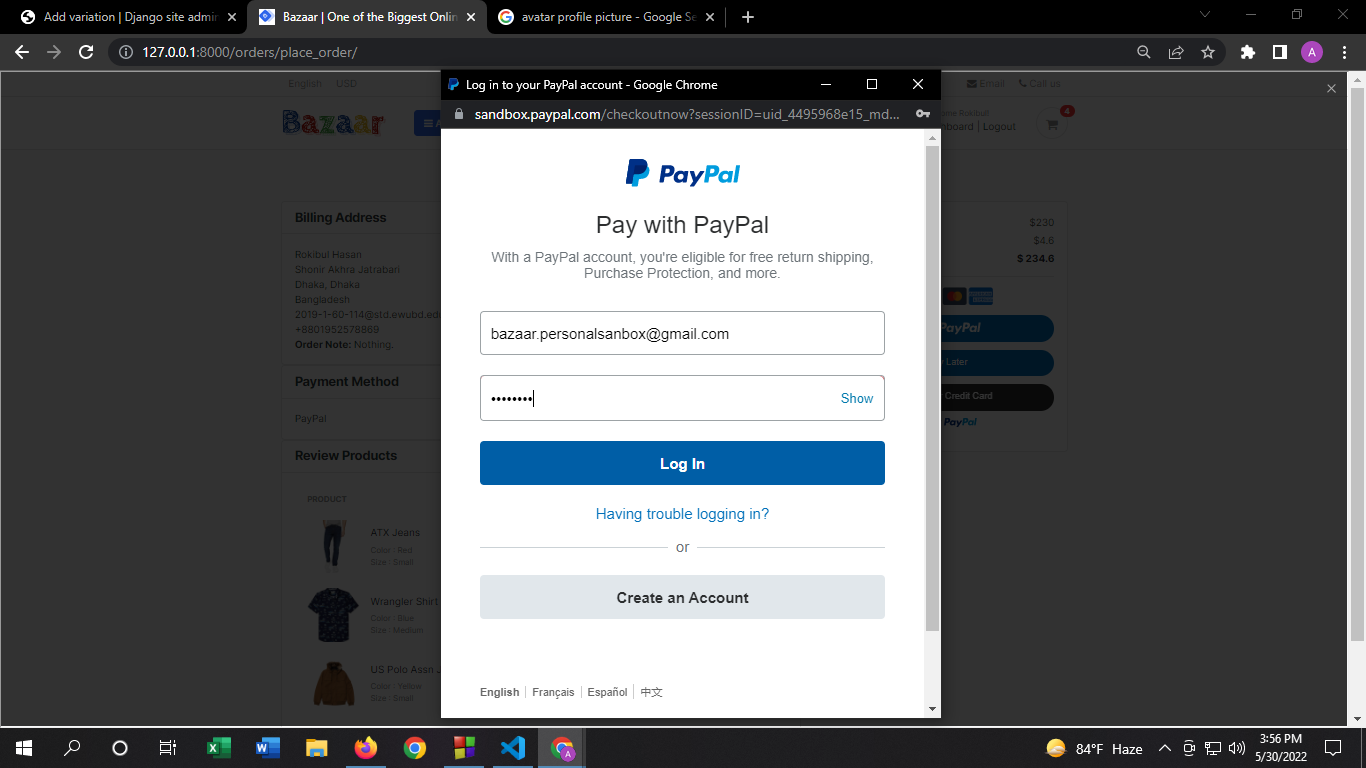 Add variation | Django site admin
Bazaar | One of the Biggest Onlin
avatar profile picture - Google Se
127.0.0.1:8000/orders/place_order/
A
English USD
Email Call us
Log in to your PayPal account - Google Chrome
sandbox.paypal.com/checkoutnow?sessionID=uid_4495968e15_md...
Bazaar
Rokibul
board | Logout
4
PayPal
Pay with PayPal
With a PayPal account, you're eligible for free return shipping,
Purchase Protection, and more.
bazaar.personalsanbox@gmail.com
Show
Log In
Having trouble logging in?
or
Create an Account
English Français Español 中文
Billing Address
Rokibul Hasan
Shonir Akhra Jatrabari
Dhaka, Dhaka
Bangladesh
2019-1-60-114@std.ewubd.ed
+8801952578869
Order Note: Nothing.
Payment Method
PayPal
Review Products
PRODUCT
ATX Jeans
Color : Red
Size : Small
Wrangler Shirt
Color : Blue
Size : Medium
US Polo Assn J
Color : Yellow
Size : Small
$230
$4.6
$ 234.6
PayPal
Later
Credit Card
PayPal
84°F Haze
3:56 PM
5/30/2022